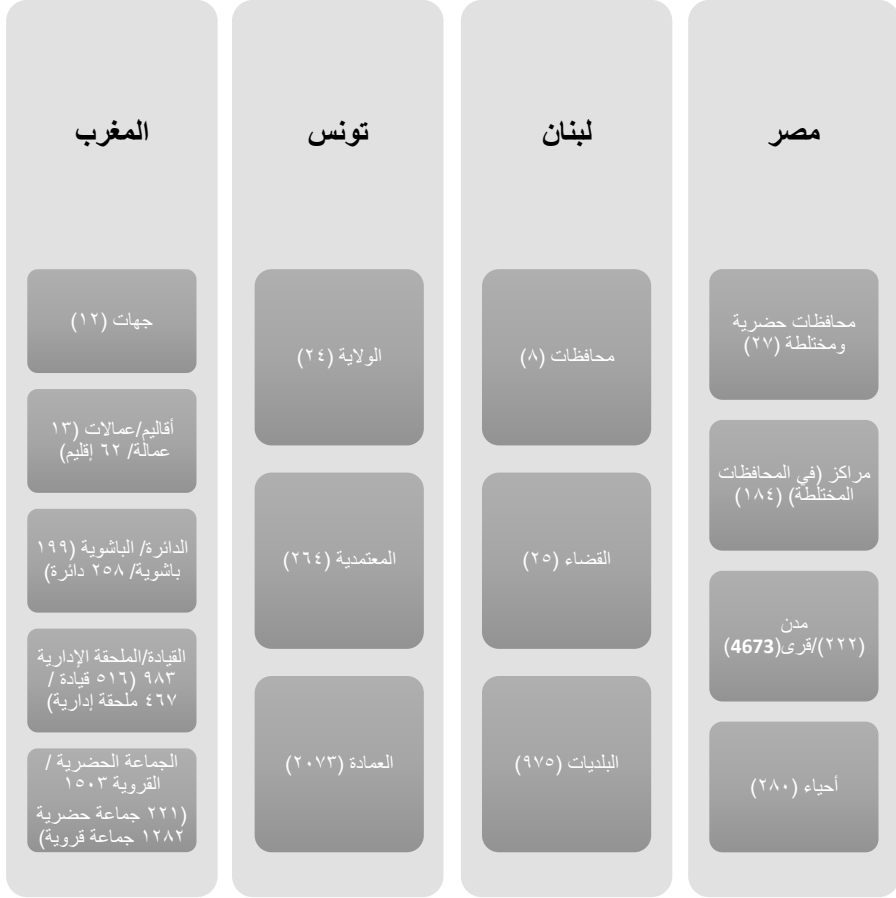 مصر
محافظات حضرية
ومختلطة (٢٧)
مراكز (في المحافظات
المختلطة) (١٨٤)
مدن
(٢٢٢)/قرى(4673)
أحياء (٢٨٠)
لبنان
محافظات (٨)
القضاء (٢٥)
البلديات (٩٧٥)
تونس
الولاية (٢٤)
المعتمدية (٢٦٤)
العمادة (٢٠٧٣)
المغرب
جهات (١٢)
أقاليم/عمالات (١٣
عمالة/ ٦٢ إقليم)
الدائرة/ الباشوية (١٩٩
باشوية/ ٢٥٨ دائرة)
القيادة/الملحقة الإدارية
٩٨٣ (٥١٦ قيادة /
٤٦٧ ملحقة إدارية)
الجماعة الحضرية /
القروية ١٥٠٣
(٢٢١ جماعة حضرية
١٢٨٢ جماعة قروية)